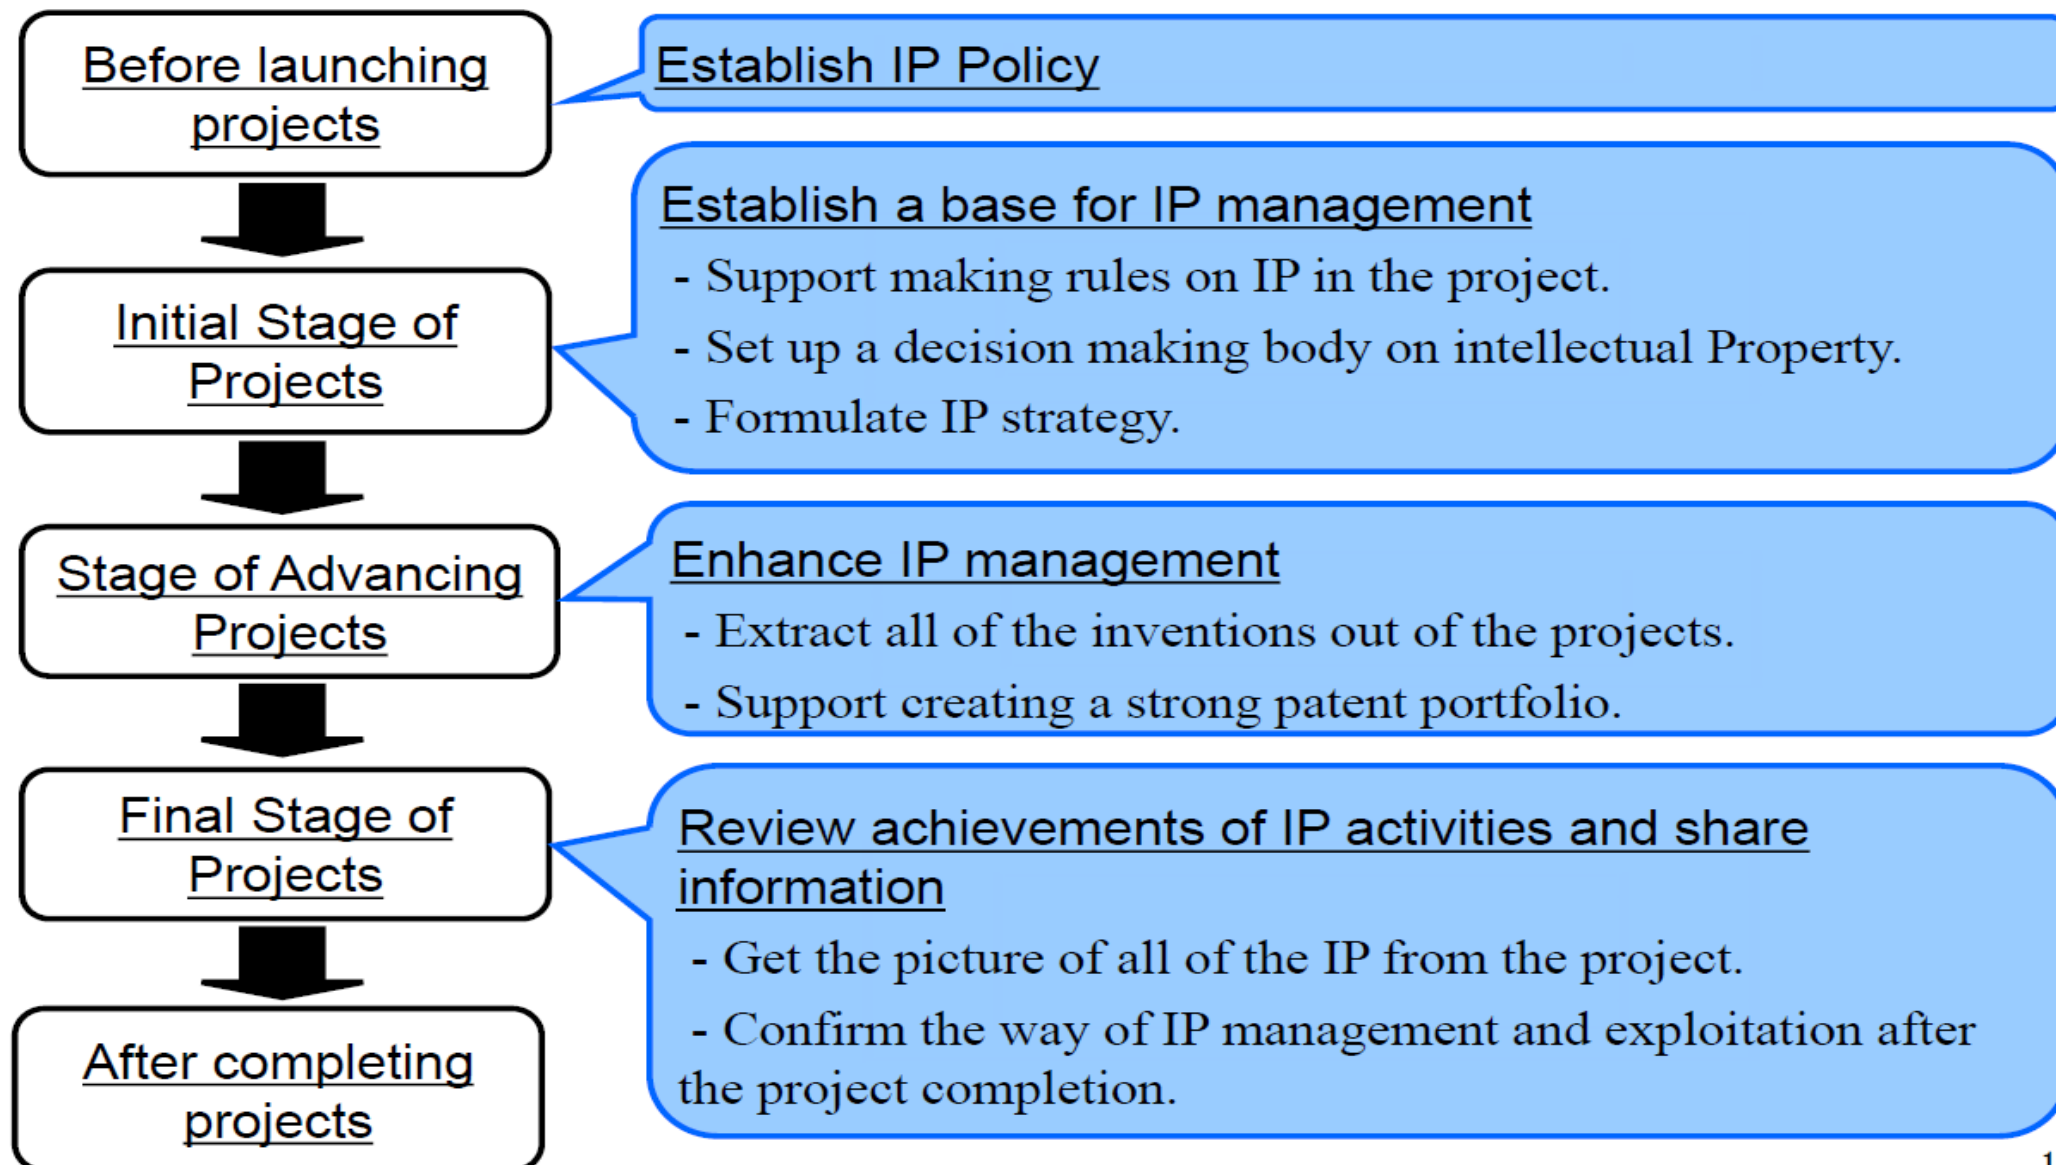 Before launching
projects
Establish IP Policy
Initial Stage of
Projects
Establish a base for IP management
- Support making rules on IP in the project.
- Set up a decision making body on intellectual Property.
- Formulate IP strategy.
Stage of Advancing
Projects
Enhance IP management
- Extract all of the inventions out of the projects.
- Support creating a strong patent portfolio.
Final Stage of
Projects
Review achievements of IP activities and share
information
- Get the picture of all of the IP from the project.
- Confirm the way of IP management and exploitation after
the project completion.
After completing
projects